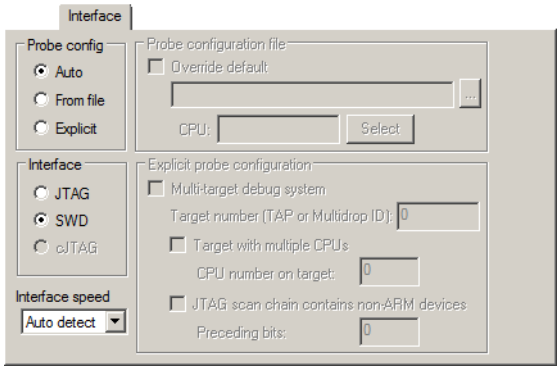 Interface
Probe config
Auto
From file
Explicit
Probe configuration file
Override default
...
CPU:
Select
Interface
JTAG
SWD
cJTAG
Interface speed
Auto detect
Explicit probe configuration
Multi-target debug system
Target number (TAP or Multidrop ID): 0
Target with multiple CPUs
CPU number on target: 0
JTAG scan chain contains non-ARM devices
Preceding bits: 0